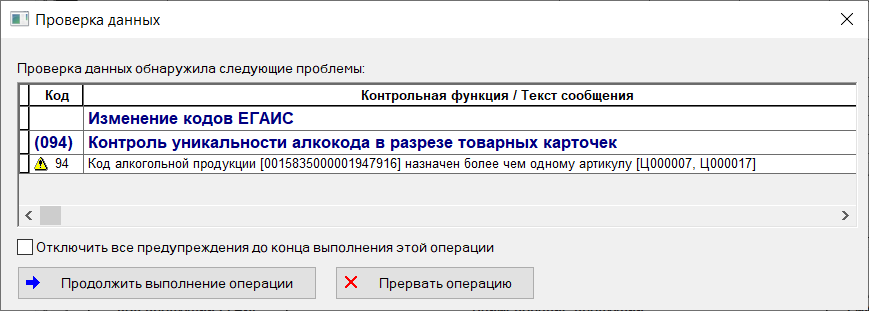 Проверка данных
Проверка данных обнаружила следующие проблемы:
Код Контрольная функция / Текст сообщения
Изменение кодов ЕГАИС
(094) Контроль уникальности алкокода в разрезе товарных карточек
94 Код алкогольной продукции [0015835000001947916] назначен более чем одному артикулу [Ц000007, Ц000017]
Отключить все предупреждения до конца выполнения этой операции
Продолжить выполнение операции Прервать операцию